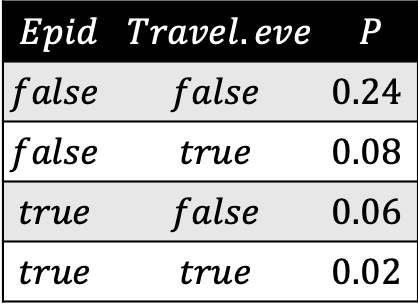 Epid Travel.eve P
false false 0.24
false true 0.08
true false 0.06
true true 0.02